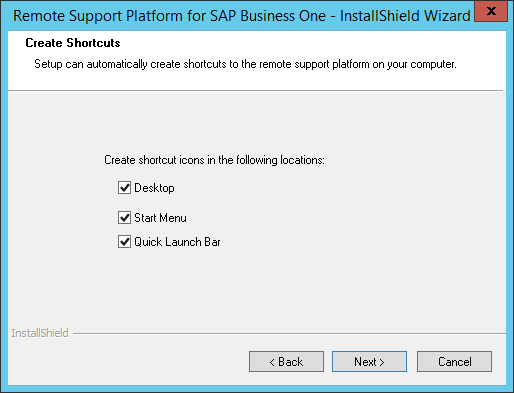 Remote Support Platform for SAP Business One - InstallShield Wizard
x
Create Shortcuts
Setup can automatically create shortcuts to the remote support platform on your computer.
Create shortcut icons in the following locations:
Desktop
Start Menu
Quick Launch Bar
InstallShield
< Back
Next >
Cancel